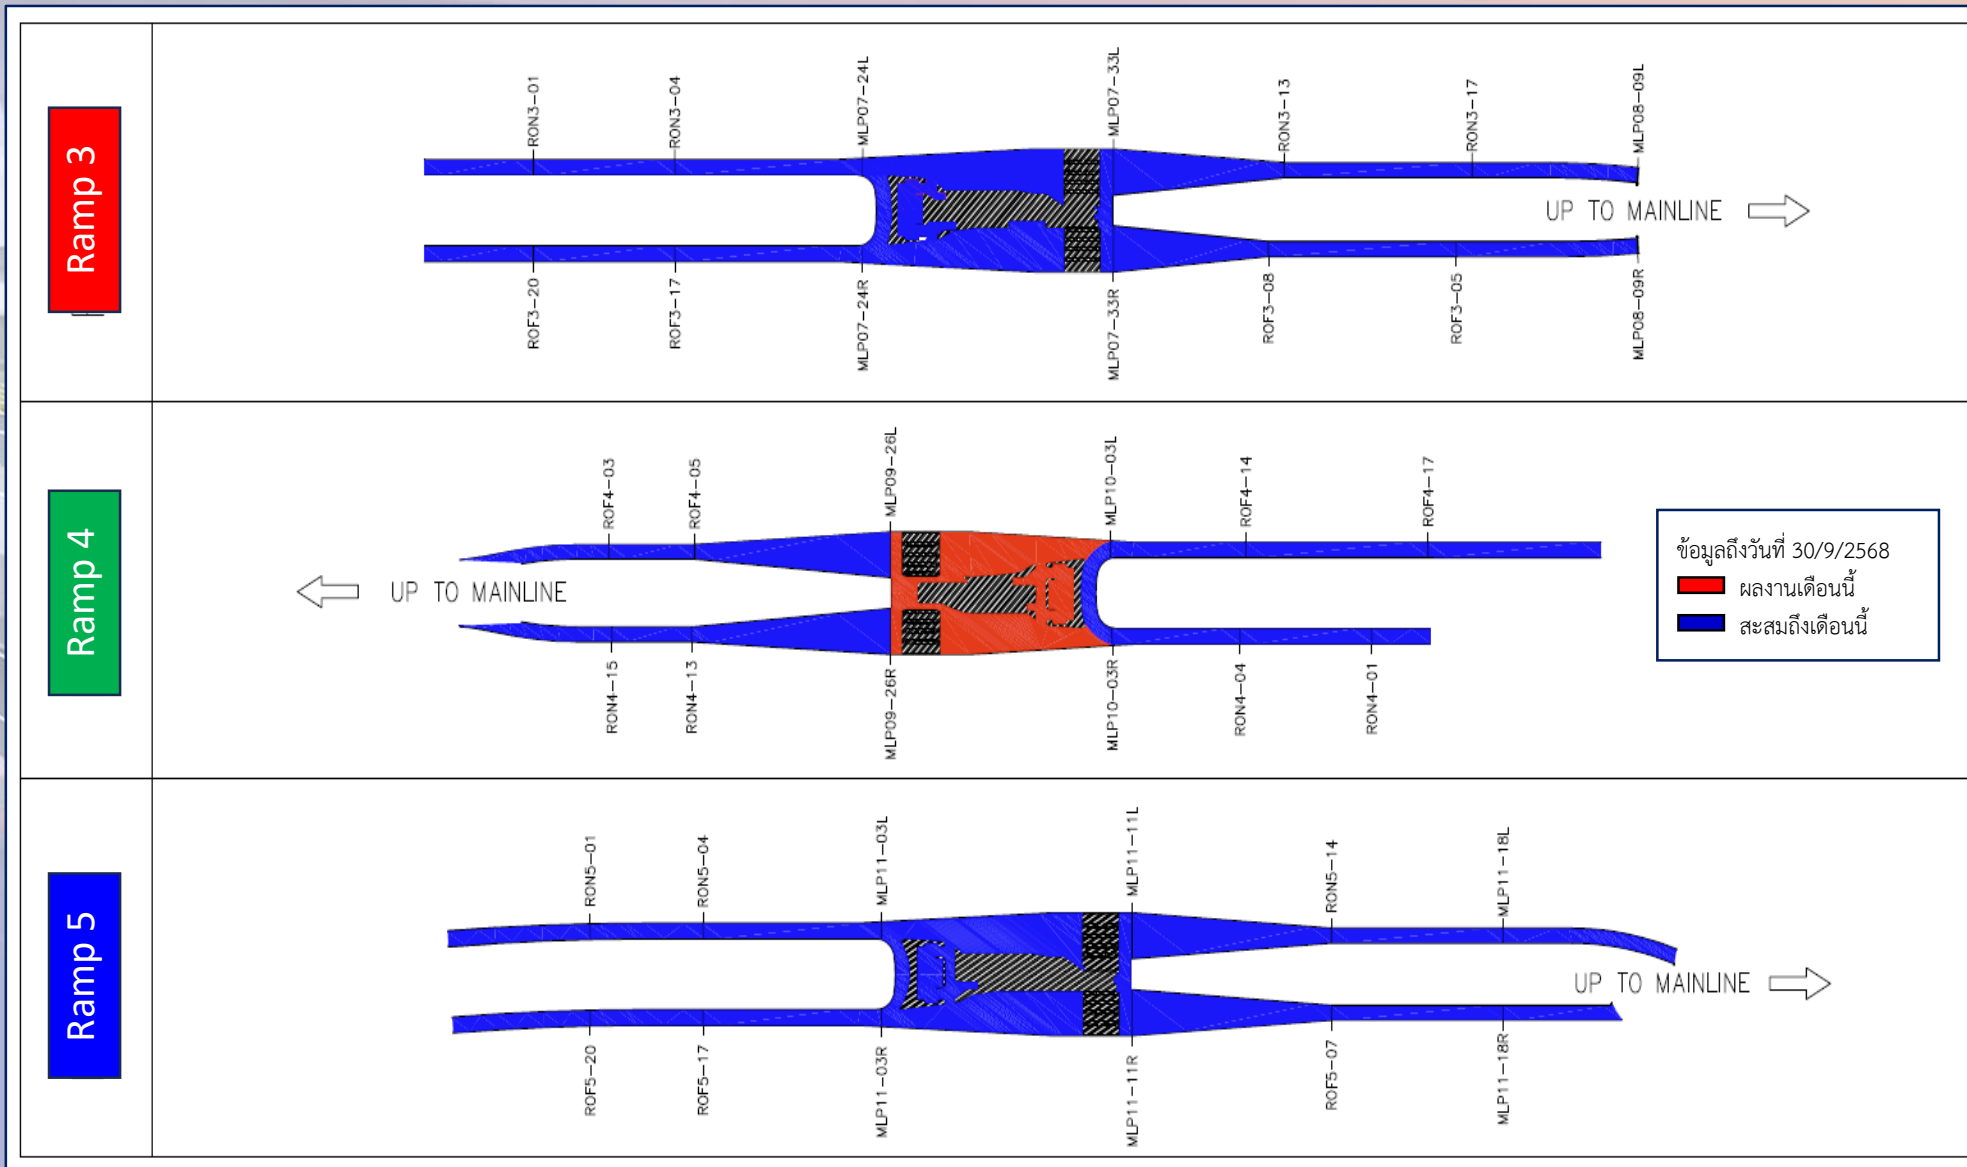 Ramp 3
RON3-01
RON3-04
MLP07-24L
MLP07-33L
RON3-13
RON3-17
MLP08-09L
UP TO MAINLINE
ROF3-20
ROF3-17
MLP07-24R
MLP07-33R
ROF3-08
ROF3-05
MLP08-09R
Ramp 4
ROF4-03
ROF4-05
MLP09-26L
MLP10-03L
ROF4-14
ROF4-17
UP TO MAINLINE
RON4-15
RON4-13
MLP09-26R
MLP10-03R
RON4-04
RON4-01
ข้อมูลถึงวันที่ 30/9/2568
ผลงานเดือนนี้
สะสมถึงเดือนนี้
Ramp 5
RON5-01
RON5-04
MLP11-03L
MLP11-11L
RON5-14
MLP11-18L
UP TO MAINLINE
ROF5-20
ROF5-17
MLP11-03R
MLP11-11R
ROF5-07
MLP11-18R